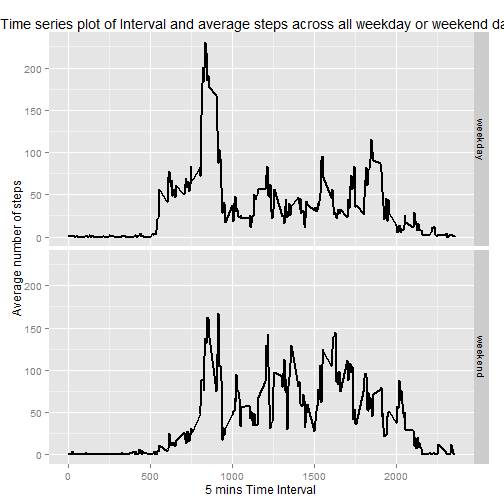 Time series plot of Interval and average steps across all weekday or weekend da
200
150
100
50
0
weekday
Average number of steps
200
150
100
50
0
weekend
0 500 1000 1500 2000
5 mins Time Interval